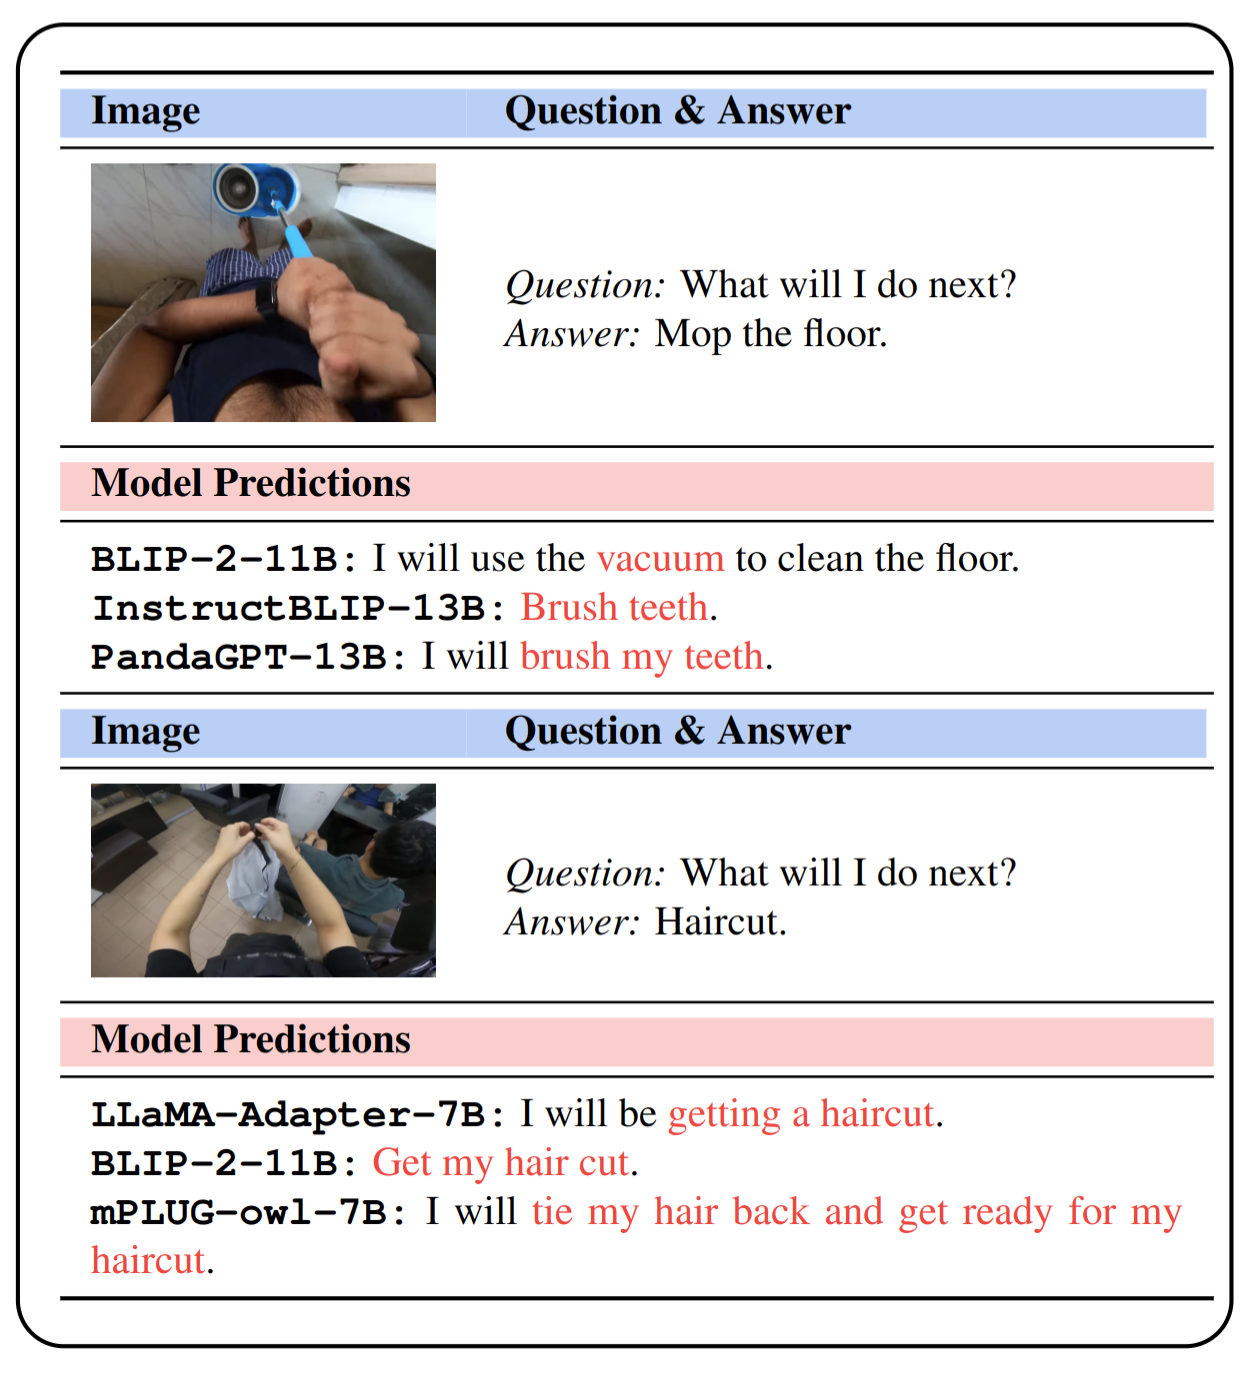 Image Question & Answer
Question: What will I do next?
Answer: Mop the floor.
Model Predictions
BLIP-2-11B: I will use the vacuum to clean the floor.
InstructBLIP-13B: Brush teeth.
PandaGPT-13B: I will brush my teeth.
Image Question & Answer
Question: What will I do next?
Answer: Haircut.
Model Predictions
LLaMA-Adapter-7B: I will be getting a haircut.
BLIP-2-11B: Get my hair cut.
mPLUG-owl-7B: I will tie my hair back and get ready for my
haircut.